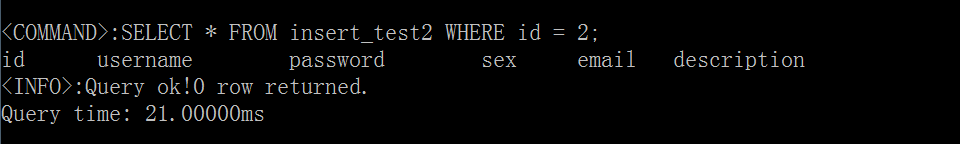 <COMMAND>:SELECT * FROM insert_test2 WHERE id = 2;
id username password sex email description
<INFO>:Query ok!0 row returned.
Query time: 21.00000ms